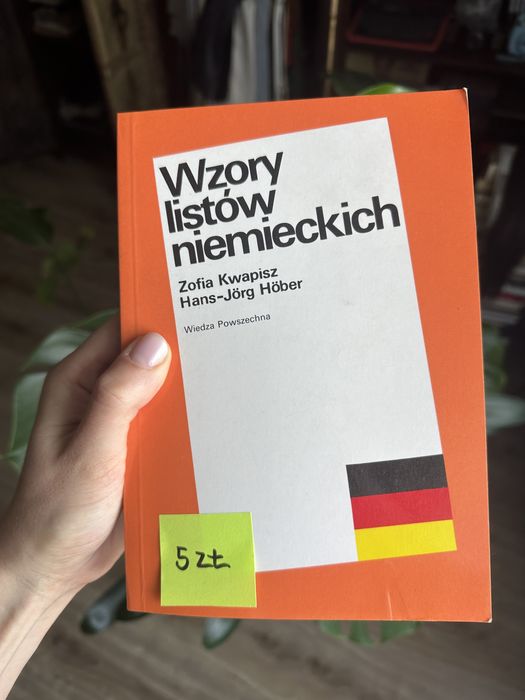 Wzory
listów
niemieckich
Zofia Kwapisz
Hans-Jörg Höber
Wiedza Powszechna
5 zł